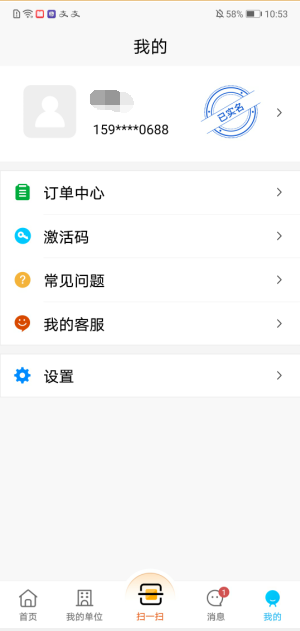 58% 10:53
我的
159****0688
已实名
订单中心
激活码
常见问题
我的客服
设置
1
首页 我的单位 扫一扫 消息 我的